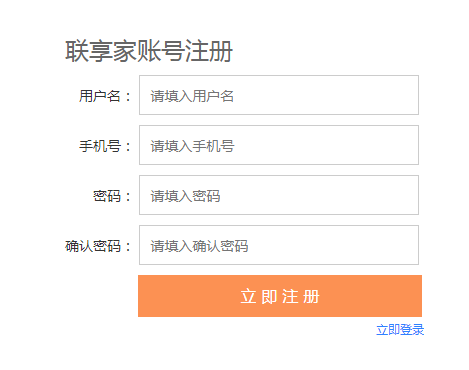 联享家账号注册
用户名： 请填入用户名
手机号： 请填入手机号
密码： 请填入密码
确认密码： 请填入确认密码
立即注册
立即登录